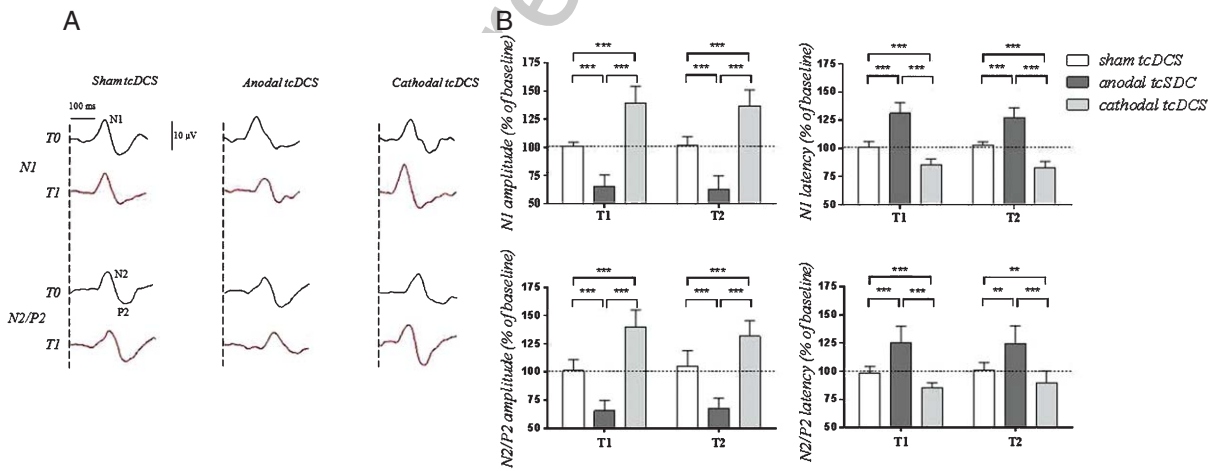 A
Sham tcDCS
Anodal tcDCS
Cathodal tcDCS
100 ms
N1
10 µV
T0
N1
T1
N2
T0
P2
N2/P2
T1
re
B
N1 amplitude (% of baseline)
175
150
125
100
75
50
*** *** ***
*** *** ***
T1 T2
N1 latency (% of baseline)
175
150
125
100
75
50
*** *** ***
*** *** ***
T1 T2
sham tcDCS
anodal tcSDC
cathodal tcDCS
N2/P2 amplitude (% of baseline)
175
150
125
100
75
50
*** *** ***
*** *** ***
T1 T2
N2/P2 latency (% of baseline)
175
150
125
100
75
50
*** *** ***
** ** ***
T1 T2